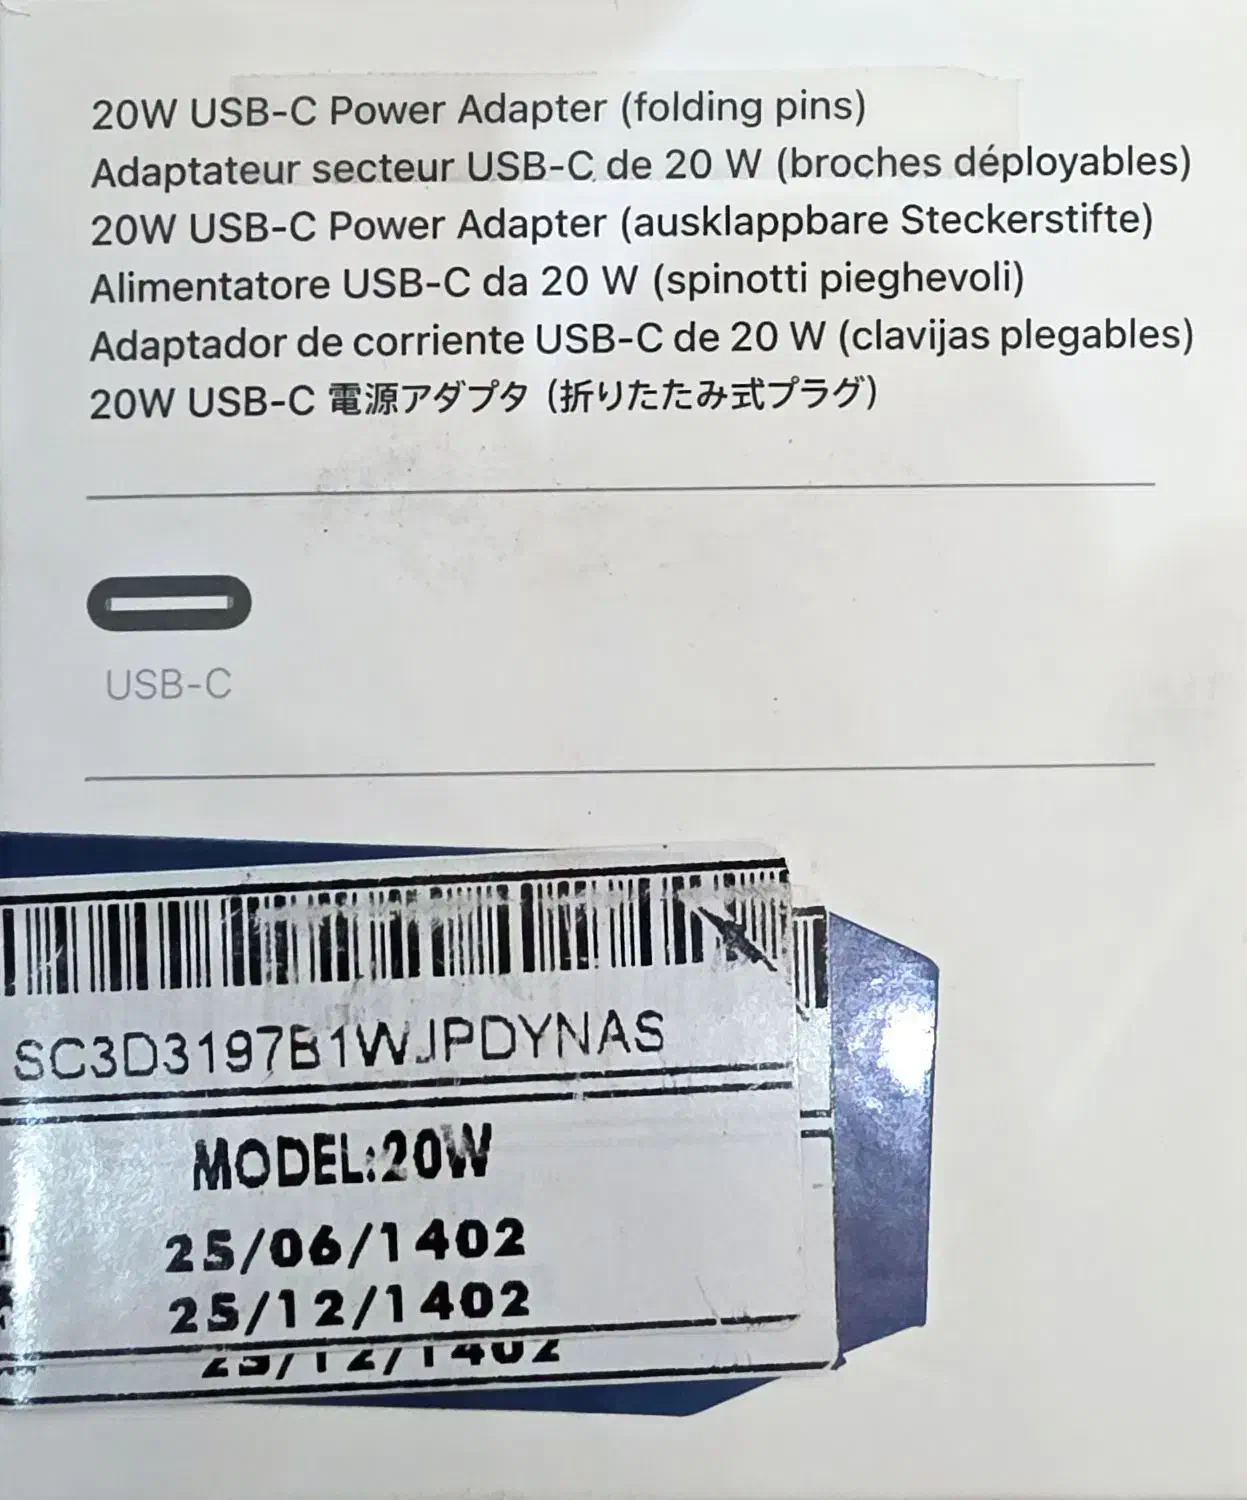 20W USB-C Power Adapter (folding pins)
Adaptateur secteur USB-C de 20 W (broches déployables)
20W USB-C Power Adapter (ausklappbare Steckerstifte)
Alimentatore USB-C da 20 W (spinotti pieghevoli)
Adaptador de corriente USB-C de 20 W (clavijas plegables)
20W USB-C 電源アダプタ（折りたたみ式プラグ）
USB-C
SC3D3197B1WJPDYNAS
MODEL:20W
25/06/1402
25/12/1402
25/12/1402